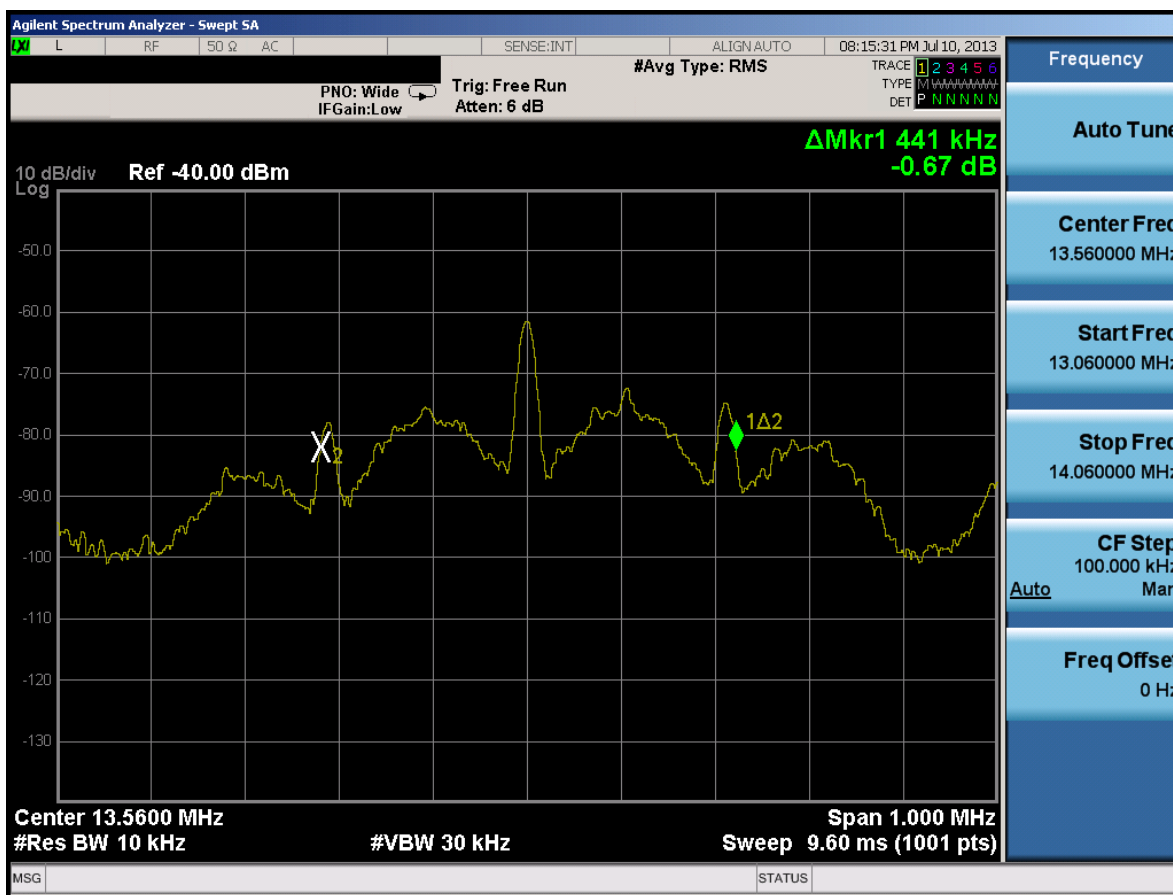 Agilent Spectrum Analyzer - Swept SA
LXI L RF 50 Ω AC SENSE:INT ALIGN AUTO 08:15:31 PM Jul 10, 2013
#Avg Type: RMS TRACE 1 2 3 4 5 6
PNO: Wide Trig: Free Run TYPE M W W W W W
IFGain:Low Atten: 6 dB DET P N N N N N
ΔMkr1 441 kHz
-0.67 dB
10 dB/div Ref -40.00 dBm
Log
-50.0
-60.0
-70.0
-80.0
-90.0
-100
-110
-120
-130
X2
1Δ2
Center 13.5600 MHz Span 1.000 MHz
#Res BW 10 kHz #VBW 30 kHz Sweep 9.60 ms (1001 pts)
MSG STATUS
Frequency
Auto Tune
Center Freq
13.560000 MHz
Start Freq
13.060000 MHz
Stop Freq
14.060000 MHz
CF Step
100.000 kHz
Auto Man
Freq Offset
0 Hz